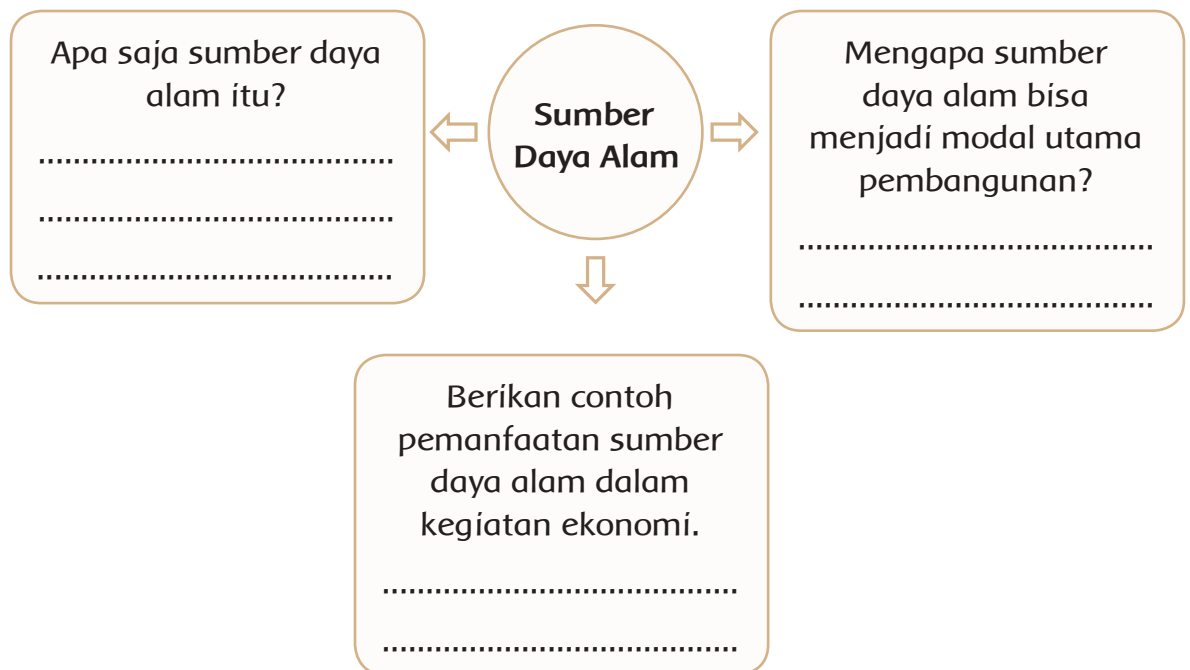 Apa saja sumber daya
alam itu?
.........................................
.........................................
.........................................
Sumber
Daya Alam
Mengapa sumber
daya alam bisa
menjadi modal utama
pembangunan?
.........................................
.........................................
Berikan contoh
pemanfaatan sumber
daya alam dalam
kegiatan ekonomi.
.........................................
.........................................